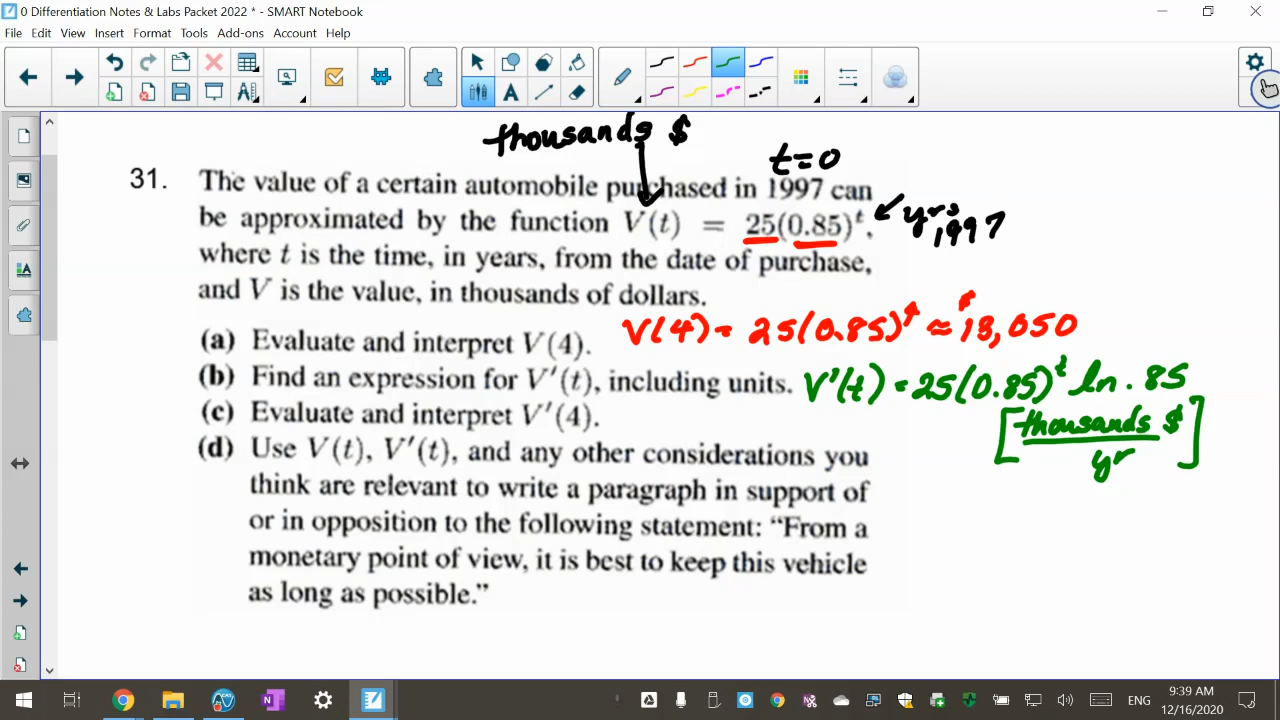 0 Differentiation Notes & Labs Packet 2022 * - SMART Notebook
File Edit View Insert Format Tools Add-ons Account Help
thousands $
t=0
31. The value of a certain automobile purchased in 1997 can
be approximated by the function V(t) = 25(0.85)^t,
yrs
1997
where t is the time, in years, from the date of purchase,
and V is the value, in thousands of dollars.
V(4) = 25(0.85)^t ≈ $13,050
(a) Evaluate and interpret V(4).
(b) Find an expression for V′(t), including units.
V'(t) = 25(0.85)^t ln .85
[thousands $
yr]
(c) Evaluate and interpret V′(4).
(d) Use V(t), V′(t), and any other considerations you
think are relevant to write a paragraph in support of
or in opposition to the following statement: “From a
monetary point of view, it is best to keep this vehicle
as long as possible.”
ENG
9:39 AM
12/16/2020